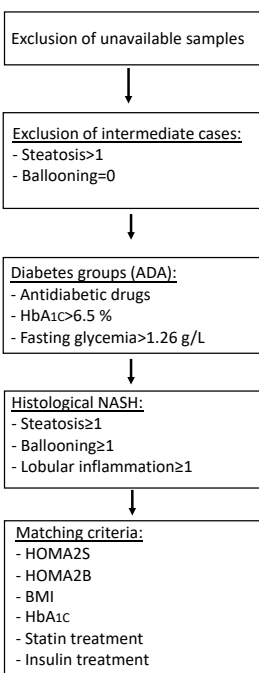 Exclusion of unavailable samples
Exclusion of intermediate cases:
- Steatosis>1
- Ballooning=0
Diabetes groups (ADA):
- Antidiabetic drugs
- HbA1C>6.5 %
- Fasting glycemia>1.26 g/L
Histological NASH:
- Steatosis≥1
- Ballooning≥1
- Lobular inflammation≥1
Matching criteria:
- HOMA2S
- HOMA2B
- BMI
- HbA1C
- Statin treatment
- Insulin treatment